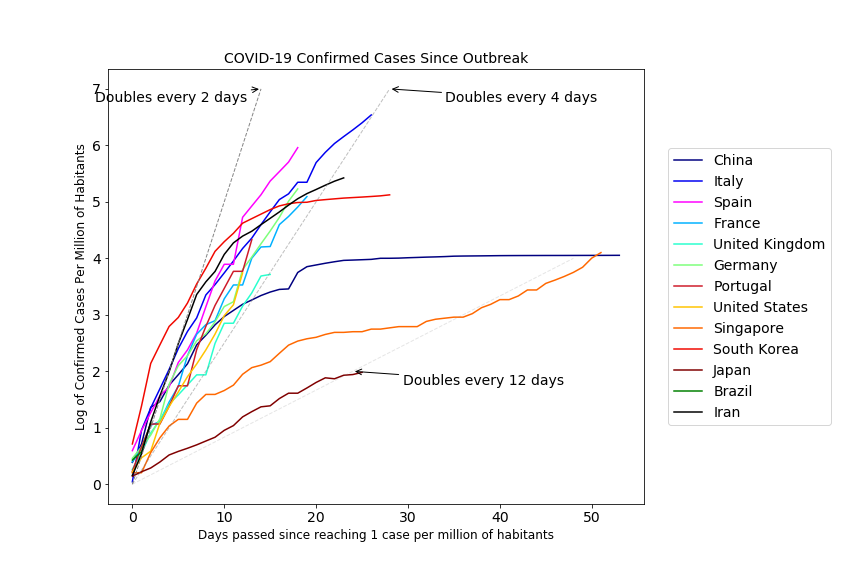 COVID-19 Confirmed Cases Since Outbreak
7
Doubles every 2 days
Doubles every 4 days
6
5
4
3
2
Doubles every 12 days
1
0
Log of Confirmed Cases Per Million of Habitants
0 10 20 30 40 50
Days passed since reaching 1 case per million of habitants
China
Italy
Spain
France
United Kingdom
Germany
Portugal
United States
Singapore
South Korea
Japan
Brazil
Iran